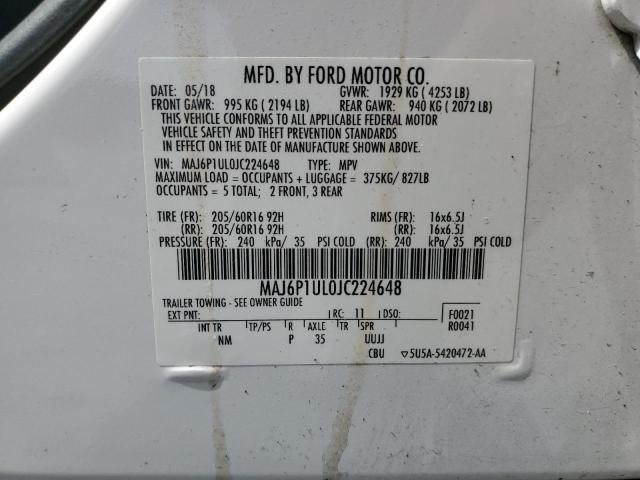 MFD. BY FORD MOTOR CO.
DATE: 05/18 GVWR: 1929 KG ( 4253 LB)
FRONT GAWR: 995 KG ( 2194 LB) REAR GAWR: 940 KG ( 2072 LB)
THIS VEHICLE CONFORMS TO ALL APPLICABLE FEDERAL MOTOR
VEHICLE SAFETY AND THEFT PREVENTION STANDARDS
IN EFFECT ON THE DATE OF MANUFACTURE SHOWN ABOVE.
VIN: MAJ6P1UL0JC224648 TYPE: MPV
MAXIMUM LOAD = OCCUPANTS + LUGGAGE = 375KG/ 827LB
OCCUPANTS = 5 TOTAL; 2 FRONT, 3 REAR
TIRE (FR): 205/60R16 92H RIMS (FR): 16x6.5J
(RR): 205/60R16 92H (RR): 16x6.5J
PRESSURE (FR): 240 kPa/ 35 PSI COLD (RR): 240 kPa/ 35 PSI COLD
MAJ6P1UL0JC224648
TRAILER TOWING - SEE OWNER GUIDE
EXT PNT: RC: 11 DSO: F0021
INT TR TP/PS R AXLE TR SPR R0041
NM P 35 UUJJ
CBU 5U5A-5420472-AA